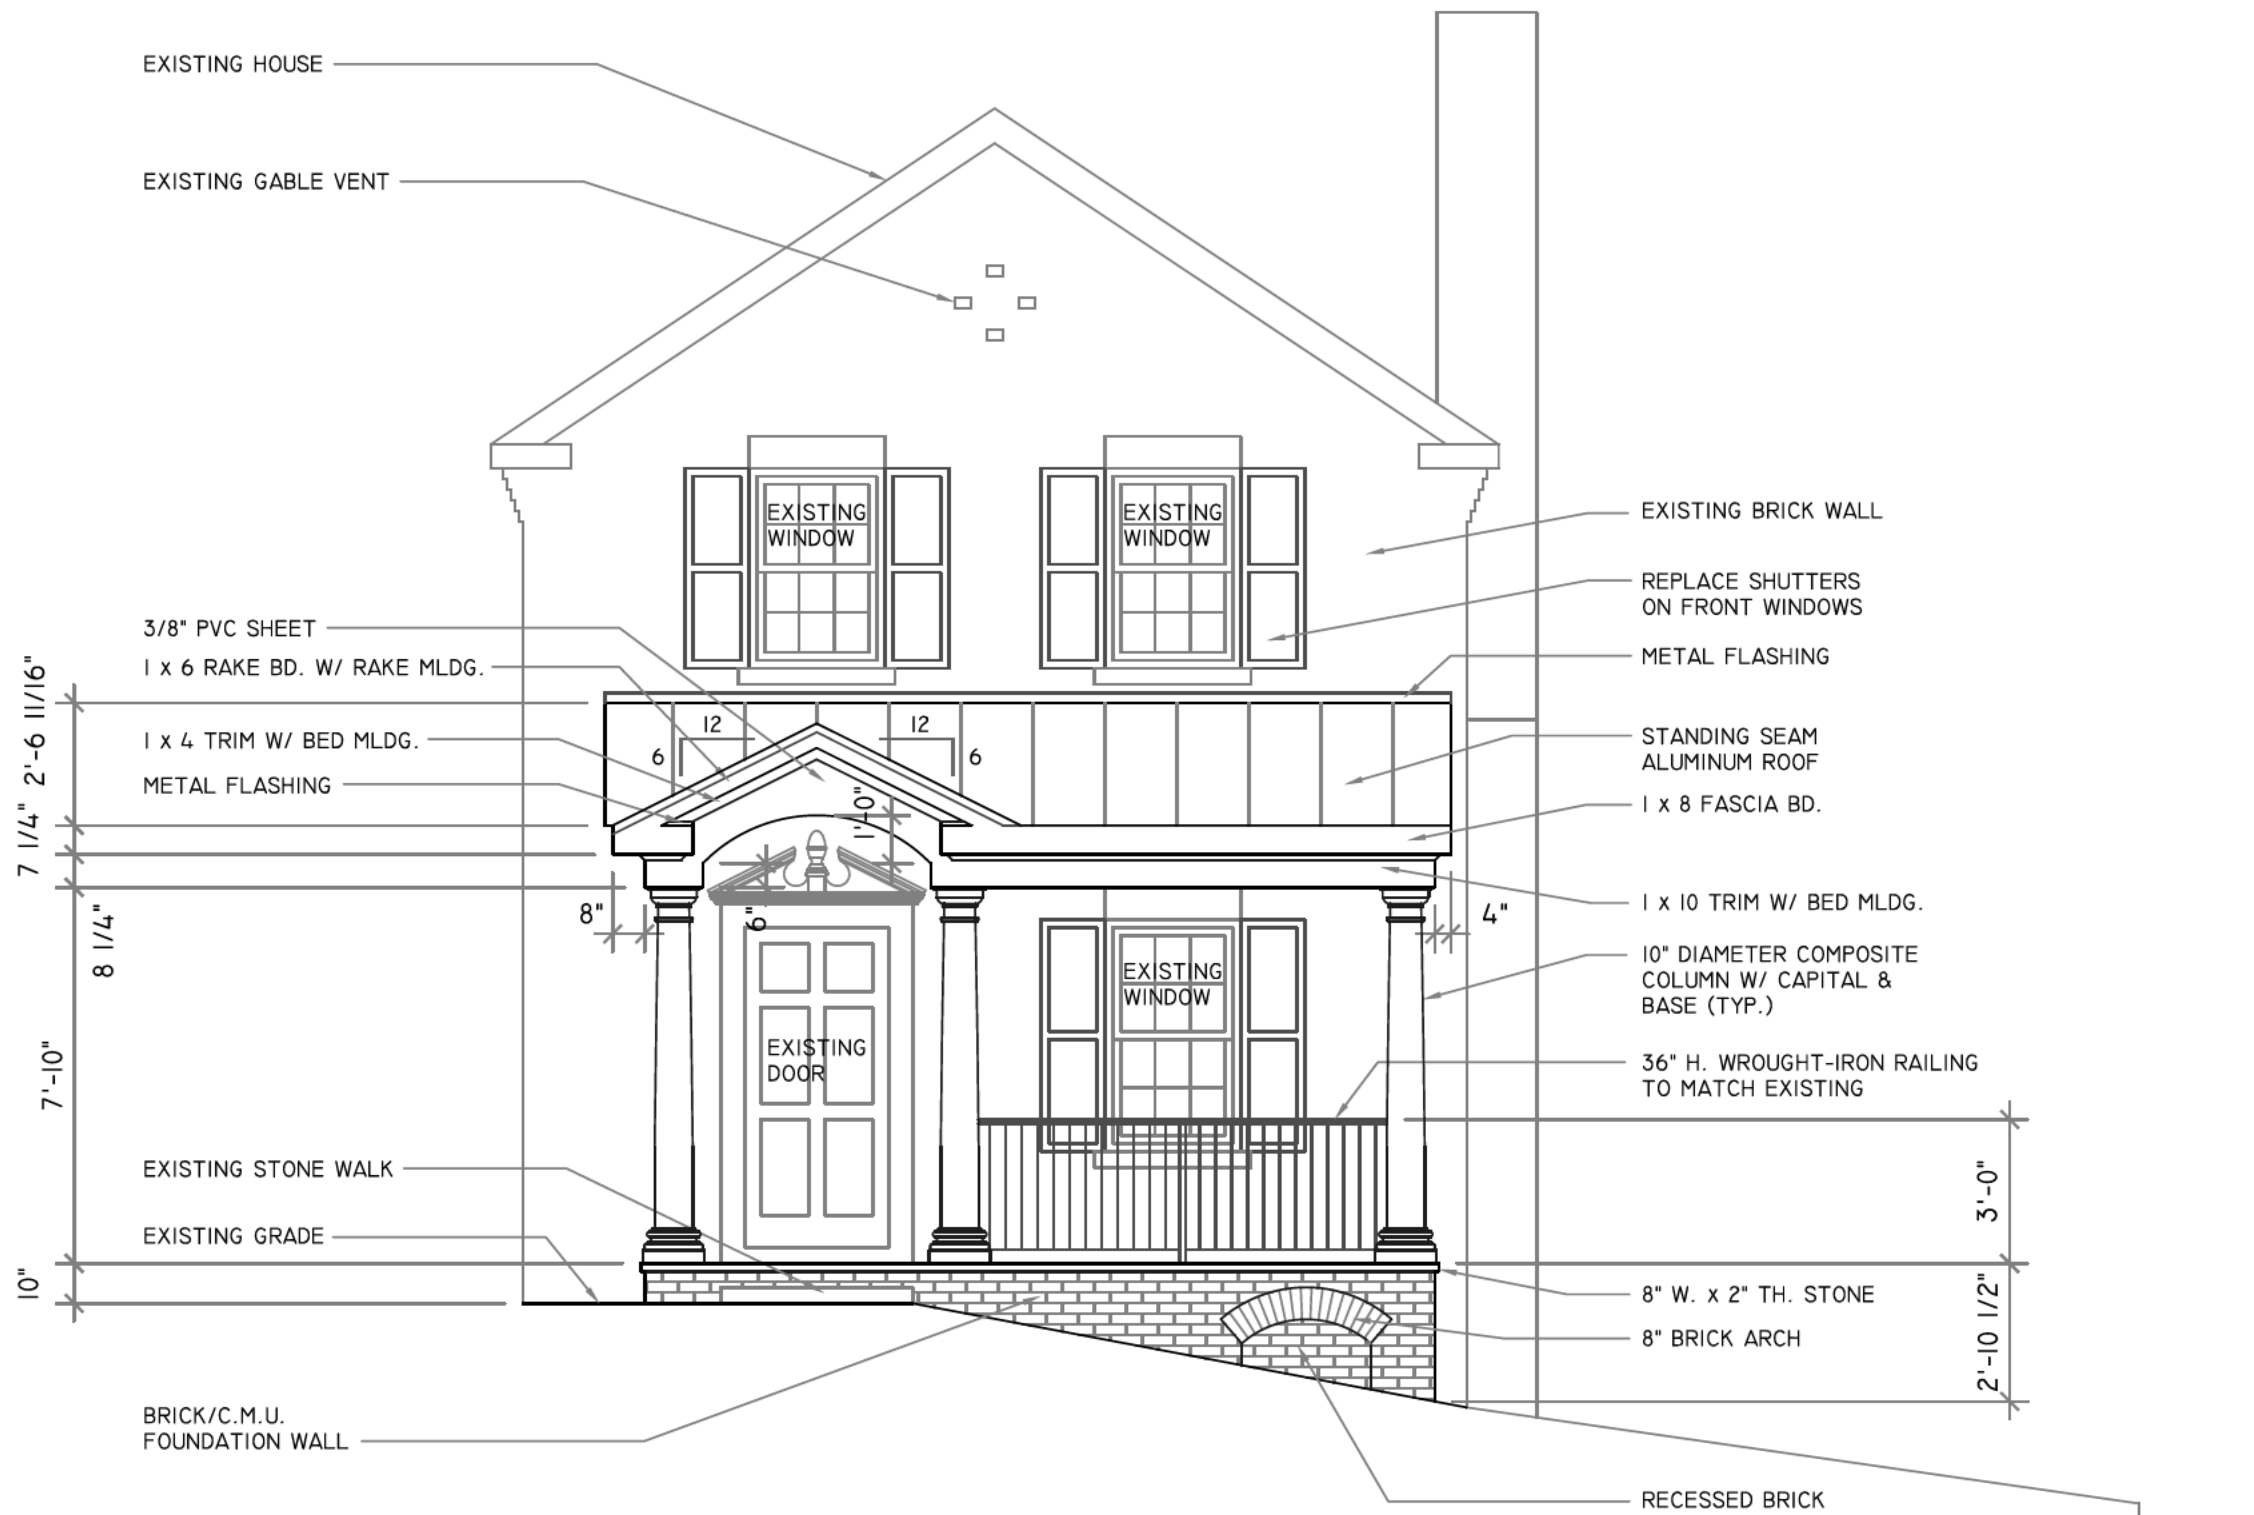 EXISTING HOUSE
EXISTING GABLE VENT
EXISTING
WINDOW
EXISTING
WINDOW
EXISTING BRICK WALL
REPLACE SHUTTERS
ON FRONT WINDOWS
3/8" PVC SHEET
1 x 6 RAKE BD. W/ RAKE MLDG.
METAL FLASHING
2'-6 11/16"
12
12
1 x 4 TRIM W/ BED MLDG.
6
6
STANDING SEAM
ALUMINUM ROOF
METAL FLASHING
1 x 8 FASCIA BD.
7 1/4"
1'-0"
8"
6"
4"
1 x 10 TRIM W/ BED MLDG.
8 1/4"
EXISTING
WINDOW
10" DIAMETER COMPOSITE
COLUMN W/ CAPITAL &
BASE (TYP.)
7'-10"
EXISTING
DOOR
36" H. WROUGHT-IRON RAILING
TO MATCH EXISTING
EXISTING STONE WALK
3'-0"
EXISTING GRADE
10"
8" W. x 2" TH. STONE
8" BRICK ARCH
2'-10 1/2"
BRICK/C.M.U.
FOUNDATION WALL
RECESSED BRICK